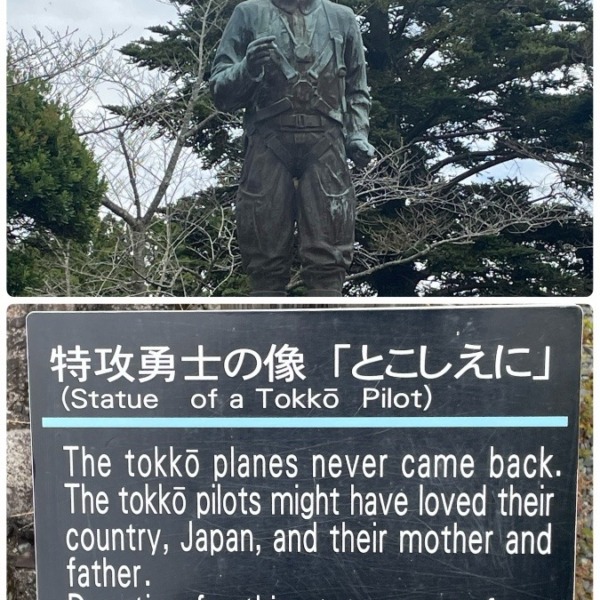 特攻勇士の像「とこしえに」
(Statue of a Tokkō Pilot)
The tokkō planes never came back.
The tokkō pilots might have loved their
country, Japan, and their mother and
father.